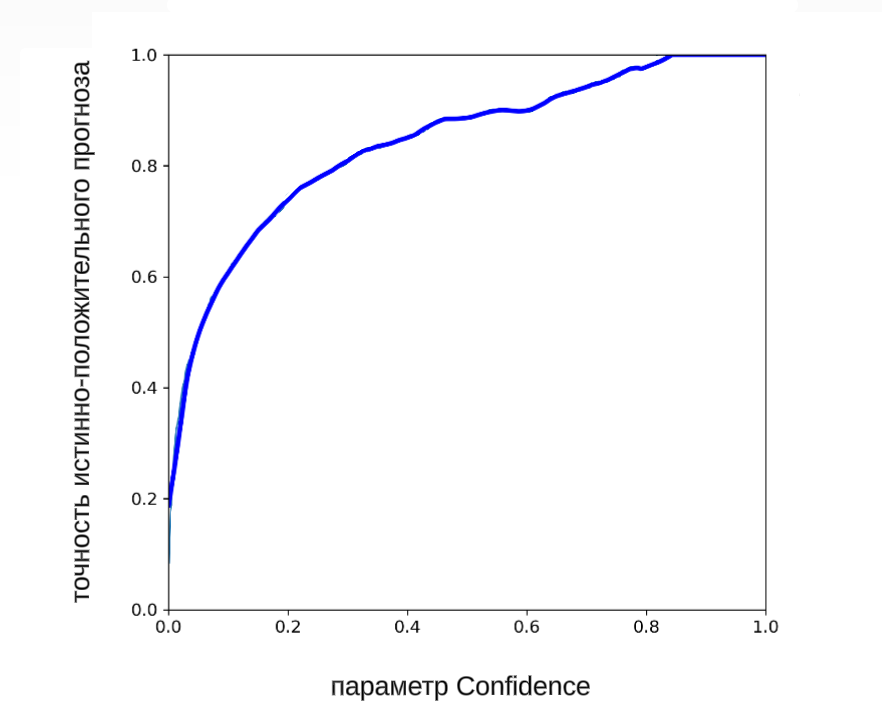 точность истинно-положительного прогноза
1.0
0.8
0.6
0.4
0.2
0.0
0.0 0.2 0.4 0.6 0.8 1.0
параметр Confidence